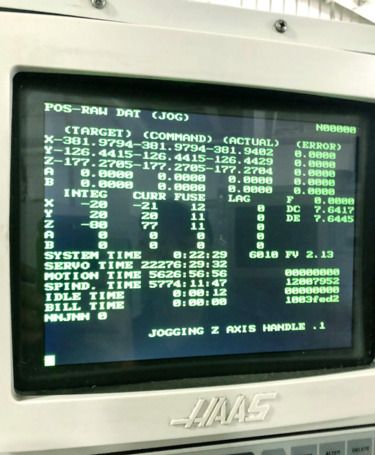 POS-RAW DAT (JOG)
N00000
(TARGET) (COMMAND) (ACTUAL) (ERROR)
X-381.9794-381.9794-381.9402 0.0000
Y-126.4415-126.4415-126.4429 0.0000
Z-177.2705-177.2705-177.2704 0.0000
A 0.0000 0.0000 0.0000 0.0000
B 0.0000 0.0000 0.0000 0.0000
INTEG CURR FUSE LAG F 0.0000
X -20 -21 12 0 DC 7.6417
Y 20 20 11 0 DE 7.6445
Z -80 77 11 0
A 0 0 0 0
B 0 0 0 0
SYSTEM TIME 0:22:29 6010 FV 2.13
SERVO TIME 22276:29:32
MOTION TIME 5626:56:56 00000000
SPIND. TIME 5774:11:47 12007952
IDLE TIME 0:00:12 00000000
BILL TIME 0:00:00 1003fed2
NNJNN 0
JOGGING Z AXIS HANDLE .1
HAAS
ALTER DELETE